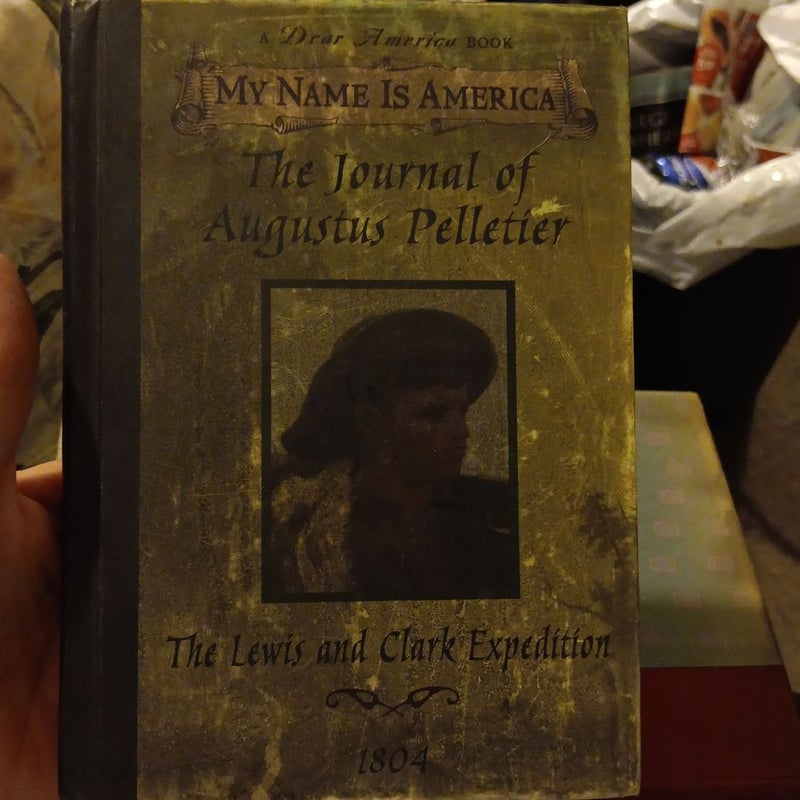 A Dear America BOOK
MY NAME IS AMERICA
The Journal of
Augustus Pelletier
The Lewis and Clark Expedition
1804